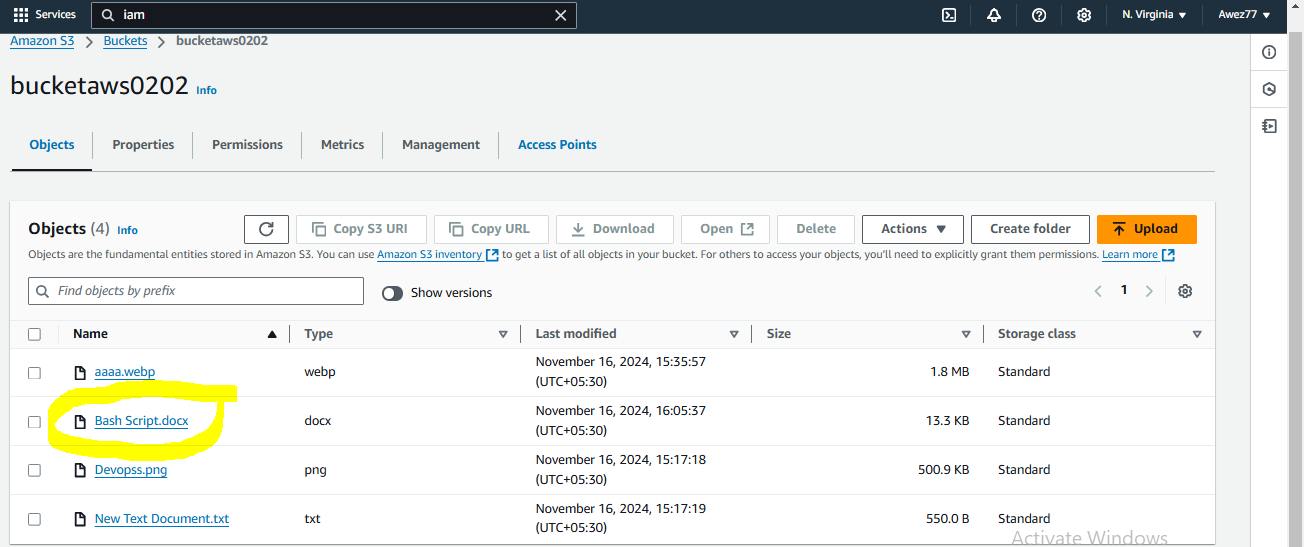 Services iam N. Virginia Awez77
Amazon S3 > Buckets > bucketaws0202
bucketaws0202 Info
Objects Properties Permissions Metrics Management Access Points
Objects (4) Info Copy S3 URI Copy URL Download Open Delete Actions Create folder Upload
Objects are the fundamental entities stored in Amazon S3. You can use Amazon S3 inventory to get a list of all objects in your bucket. For others to access your objects, you'll need to explicitly grant them permissions. Learn more
Find objects by prefix Show versions 1
Name Type Last modified Size Storage class
aaaa.webp webp November 16, 2024, 15:35:57 (UTC+05:30) 1.8 MB Standard
Bash Script.docx docx November 16, 2024, 16:05:37 (UTC+05:30) 13.3 KB Standard
Devopss.png png November 16, 2024, 15:17:18 (UTC+05:30) 500.9 KB Standard
New Text Document.txt txt November 16, 2024, 15:17:19 (UTC+05:30) 550.0 B Standard
Activate Windows